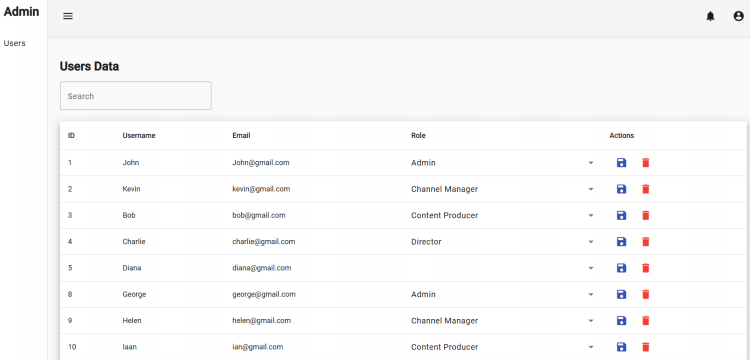 Admin
Users
Users Data
Search
ID Username Email Role Actions
1 John John@gmail.com Admin
2 Kevin kevin@gmail.com Channel Manager
3 Bob bob@gmail.com Content Producer
4 Charlie charlie@gmail.com Director
5 Diana diana@gmail.com
8 George george@gmail.com Admin
9 Helen helen@gmail.com Channel Manager
10 Iaan ian@gmail.com Content Producer